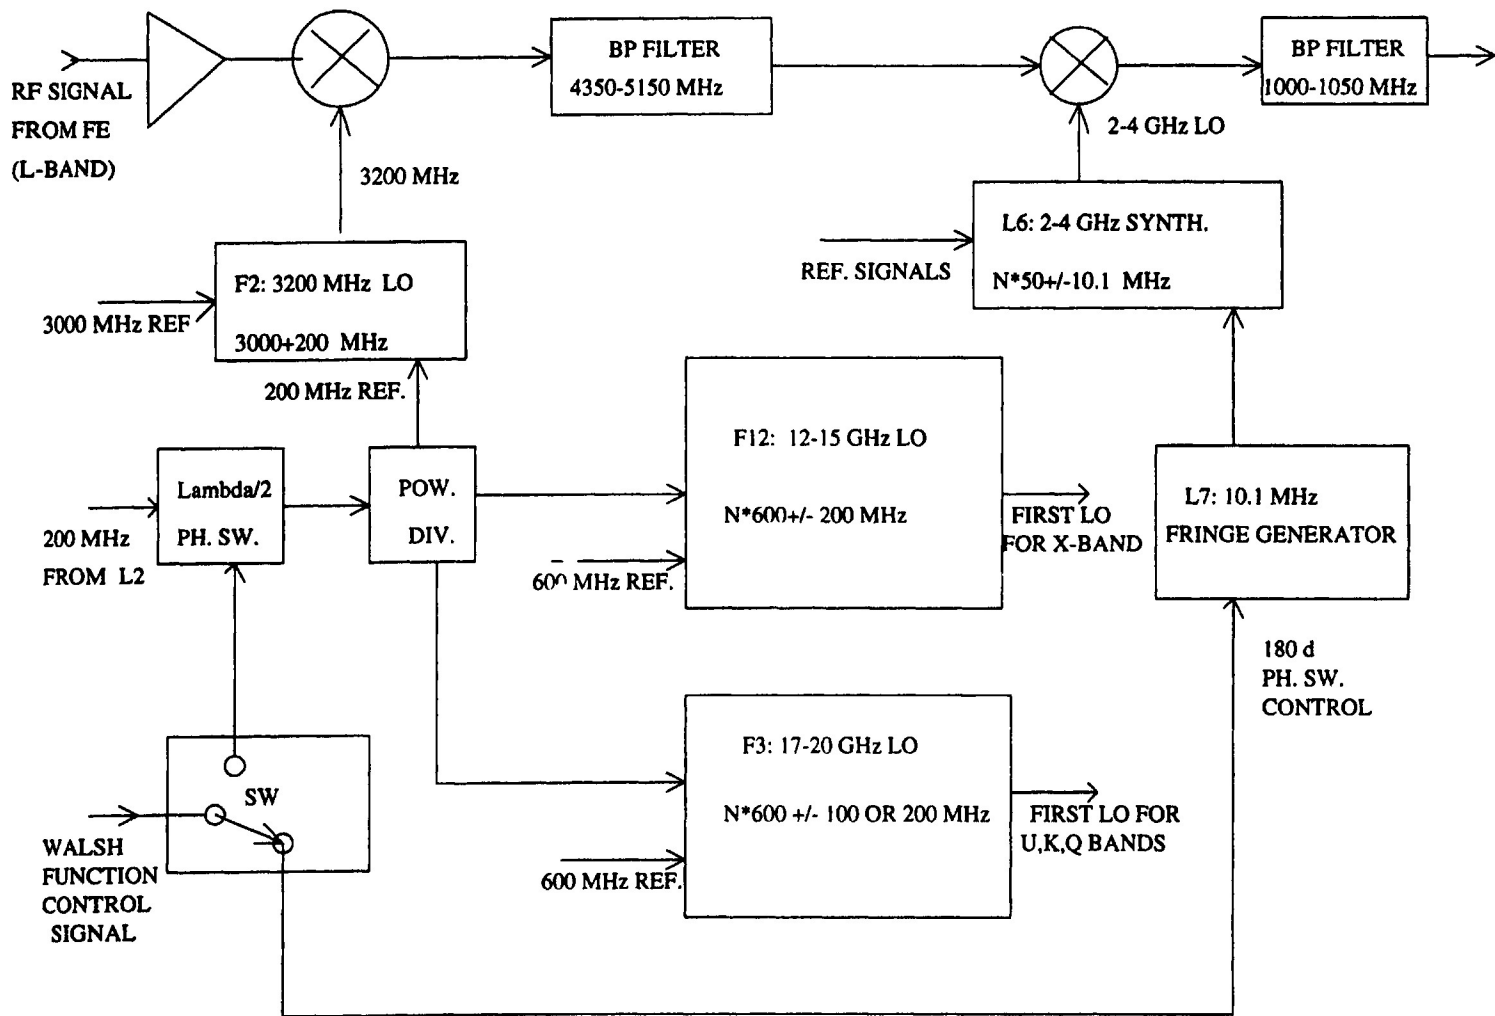 RF SIGNAL
FROM FE
(L-BAND)
BP FILTER
4350-5150 MHz
BP FILTER
1000-1050 MHz
2-4 GHz LO
3200 MHz
F2: 3200 MHz LO
3000+200 MHz
3000 MHz REF
200 MHz REF.
L6: 2-4 GHz SYNTH.
N*50+/-10.1 MHz
REF. SIGNALS
Lambda/2
PH. SW.
200 MHz
FROM L2
POW.
DIV.
F12: 12-15 GHz LO
N*600+/- 200 MHz
600 MHz REF.
FIRST LO
FOR X-BAND
L7: 10.1 MHz
FRINGE GENERATOR
180 d
PH. SW.
CONTROL
SW
WALSH
FUNCTION
CONTROL
SIGNAL
F3: 17-20 GHz LO
N*600 +/- 100 OR 200 MHz
600 MHz REF.
FIRST LO FOR
U,K,Q BANDS